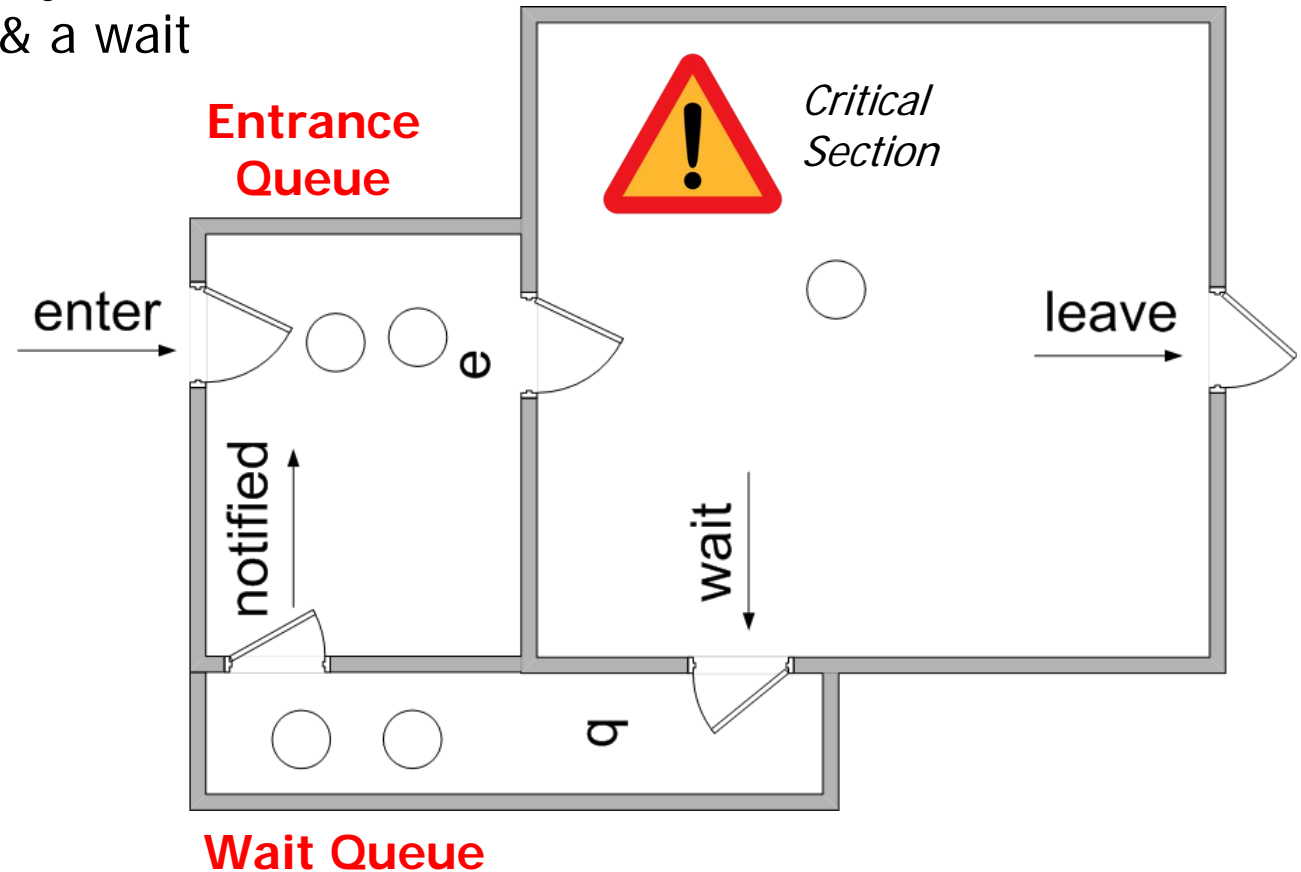 & a wait
Entrance
Queue
Critical
Section
enter
leave
e
notified
wait
q
Wait Queue